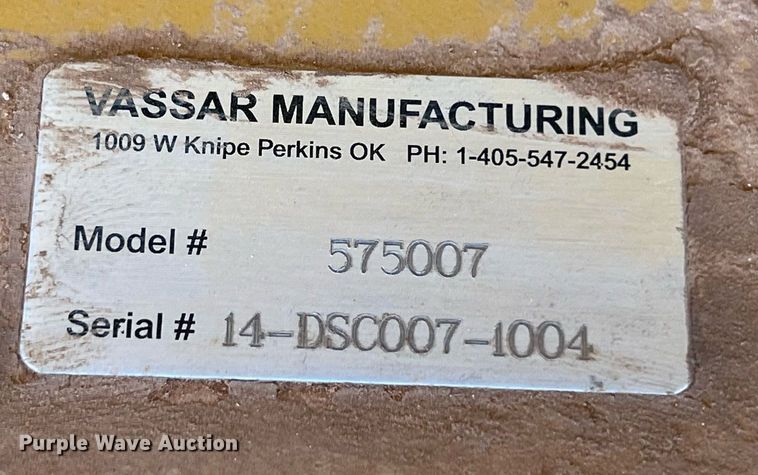 VASSAR MANUFACTURING
1009 W Knipe Perkins OK PH: 1-405-547-2454
Model # 575007
Serial # 14-DSC007-1004
Purple Wave Auction